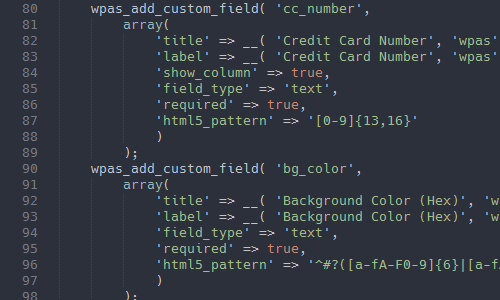 80 wpas_add_custom_field( 'cc_number',
81 array(
82 'title' => __( 'Credit Card Number', 'wpas'
83 'label' => __( 'Credit Card Number', 'wpas'
84 'show_column' => true,
85 'field_type' => 'text',
86 'required' => true,
87 'html5_pattern' => '[0-9]{13,16}'
88 )
89 );
90 wpas_add_custom_field( 'bg_color',
91 array(
92 'title' => __( 'Background Color (Hex)', 'w
93 'label' => __( 'Background Color (Hex)', 'w
94 'field_type' => 'text',
95 'required' => true,
96 'html5_pattern' => '^#?([a-fA-F0-9]{6}|[a-f
97 )
98 );